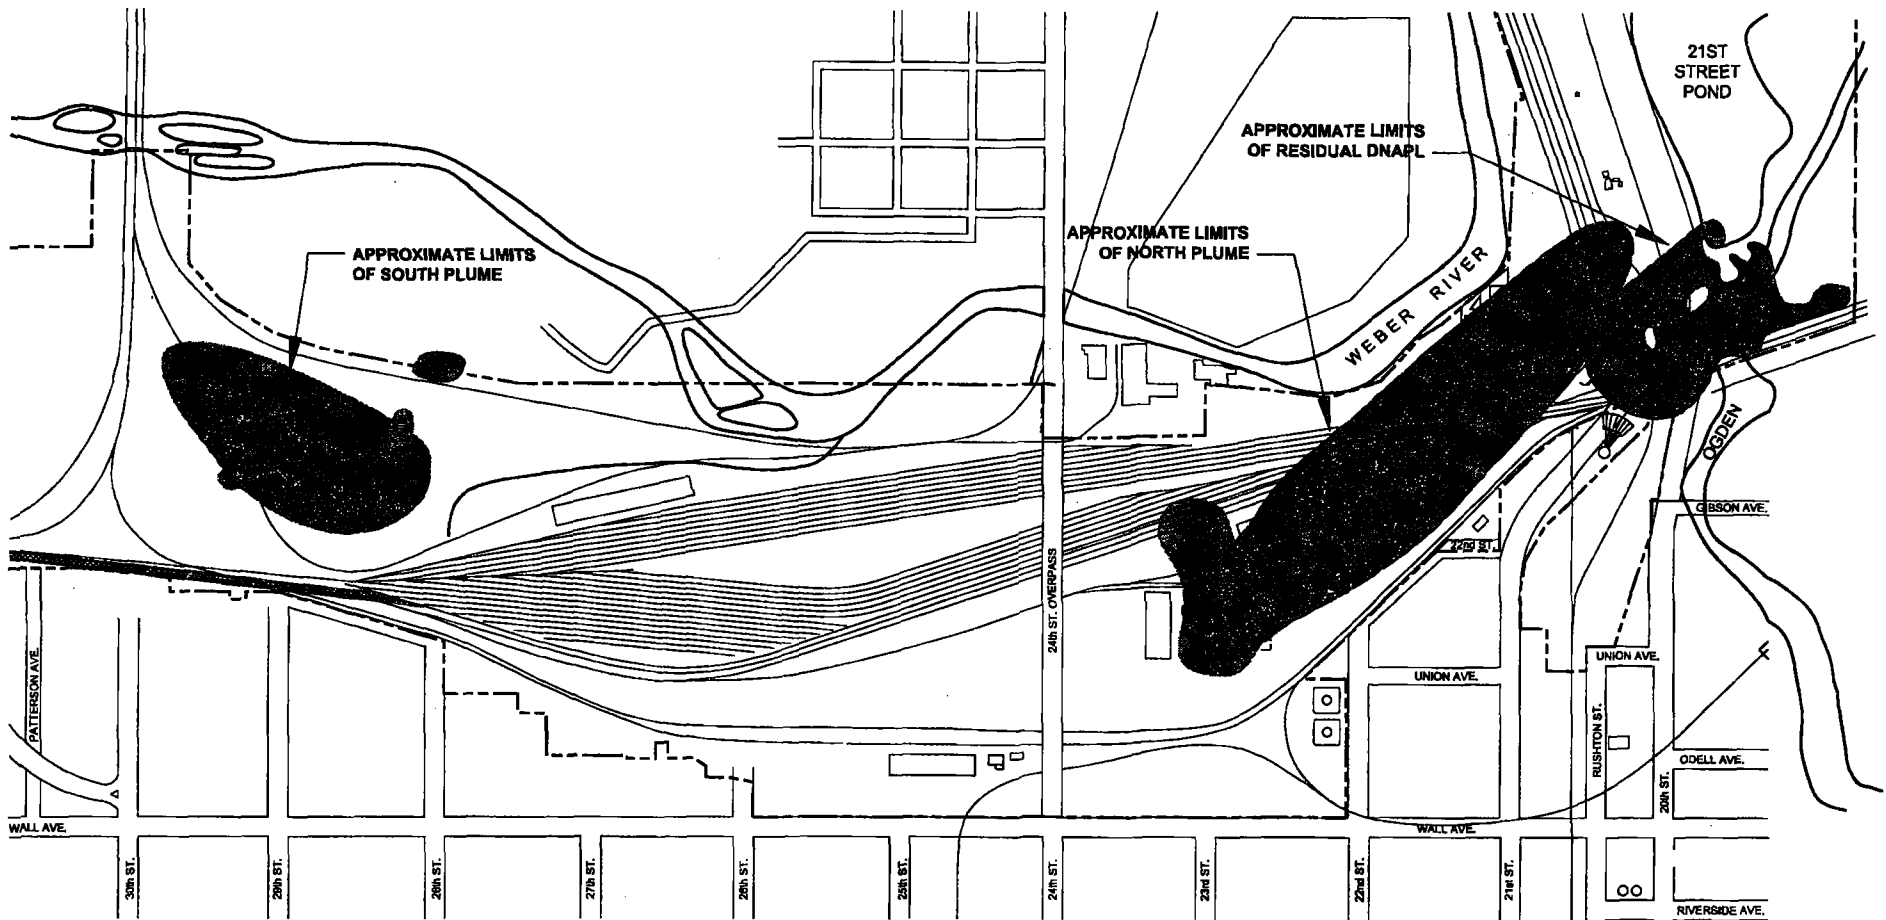 21ST
STREET
POND
APPROXIMATE LIMITS
OF RESIDUAL DNAPL
APPROXIMATE LIMITS
OF NORTH PLUME
APPROXIMATE LIMITS
OF SOUTH PLUME
WEBER RIVER
OGDEN
GIBSON AVE.
22nd ST.
24th ST. OVERPASS
PATTERSON AVE.
UNION AVE.
UNION AVE.
RUSHTON ST.
ODELL AVE.
20th ST.
WALL AVE.
WALL AVE.
30th ST.
29th ST.
28th ST.
27th ST.
26th ST.
25th ST.
24th ST.
23rd ST.
22nd ST.
21st ST.
RIVERSIDE AVE.